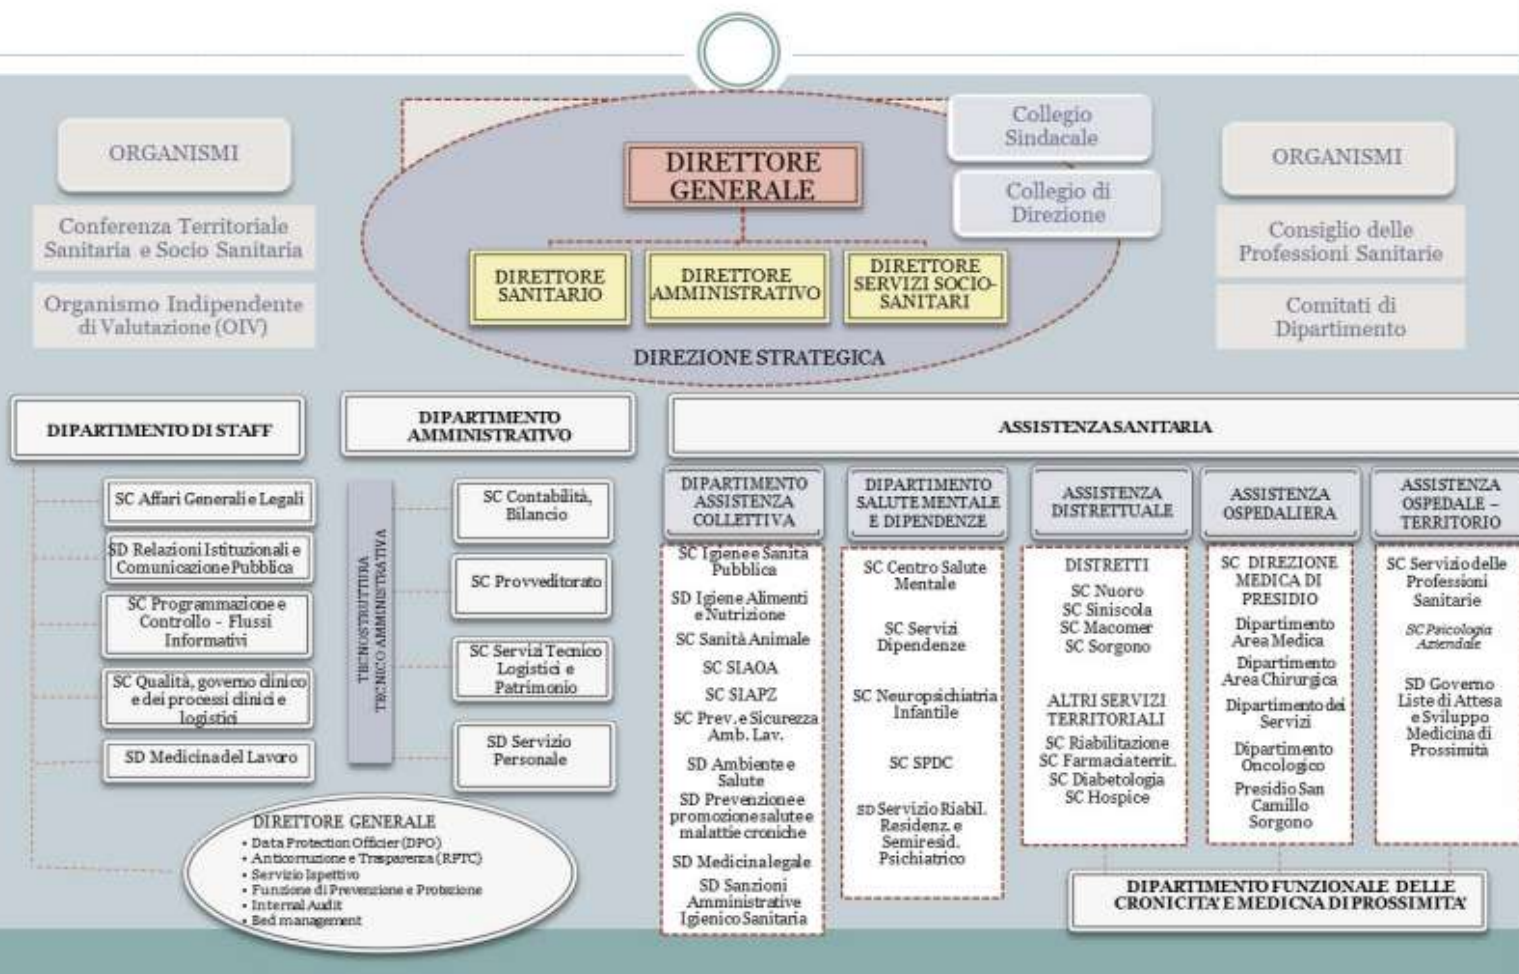 ORGANISMI
Conferenza Territoriale
Sanitaria e Socio Sanitaria
Organismo Indipendente
di Valutazione (OIV)
DIRETTORE
GENERALE
DIRETTORE
SANITARIO
DIRETTORE
AMMINISTRATIVO
DIRETTORE
SERVIZI SOCIO-
SANITARI
DIREZIONE STRATEGICA
Collegio
Sindacale
Collegio di
Direzione
ORGANISMI
Consiglio delle
Professioni Sanitarie
Comitati di
Dipartimento
DIPARTIMENTO DI STAFF
SC Affari Generali e Legali
SD Relazioni Istituzionali e
Comunicazione Pubblica
SC Programmazione e
Controllo - Flussi
Informativi
SC Qualità, governo clinico
e dei processi clinici e
logistici
SD Medicina del Lavoro
DIRETTORE GENERALE
• Data Protection Officier (DPO)
• Anticorruzione e Trasparenza (RPTC)
• Servizio Ispettivo
• Funzione di Prevenzione e Protezione
• Internal Audit
• Bed management
DIPARTIMENTO
AMMINISTRATIVO
TECNOSTRUTTURA
TECNICO AMMINISTRATIVA
SC Contabilità,
Bilancio
SC Provveditorato
SC Servizi Tecnico
Logistici e
Patrimonio
SD Servizio
Personale
ASSISTENZA SANITARIA
DIPARTIMENTO
ASSISTENZA
COLLETTIVA
SC Igiene e Sanità
Pubblica
SD Igiene Alimenti
e Nutrizione
SC Sanità Animale
SC SIAOA
SC SIAPZ
SC Prev. e Sicurezza
Amb. Lav.
SD Ambiente e
Salute
SD Prevenzione e
promozione salute e
malattie croniche
SD Medicina legale
SD Sanzioni
Amministrative
Igienico Sanitaria
DIPARTIMENTO
SALUTE MENTALE
E DIPENDENZE
SC Centro Salute
Mentale
SC Servizi
Dipendenze
SC Neuropsichiatria
Infantile
SC SPDC
SD Servizio Riabil.
Residenz. e
Semiresid.
Psichiatrico
ASSISTENZA
DISTRETTUALE
DISTRETTI
SC Nuoro
SC Siniscola
SC Macomer
SC Sorgono
ALTRI SERVIZI
TERRITORIALI
SC Riabilitazione
SC Farmacia territ.
SC Diabetologia
SC Hospice
ASSISTENZA
OSPEDALIERA
SC DIREZIONE
MEDICA DI
PRESIDIO
Dipartimento
Area Medica
Dipartimento
Area Chirurgica
Dipartimento dei
Servizi
Dipartimento
Oncologico
Presidio San
Camillo
Sorgono
ASSISTENZA
OSPEDALE –
TERRITORIO
SC Servizio delle
Professioni
Sanitarie
SC Psicologia
Aziendale
SD Governo
Liste di Attesa
e Sviluppo
Medicina di
Prossimità
DIPARTIMENTO FUNZIONALE DELLE
CRONICITA' E MEDICNA DI PROSSIMITA'